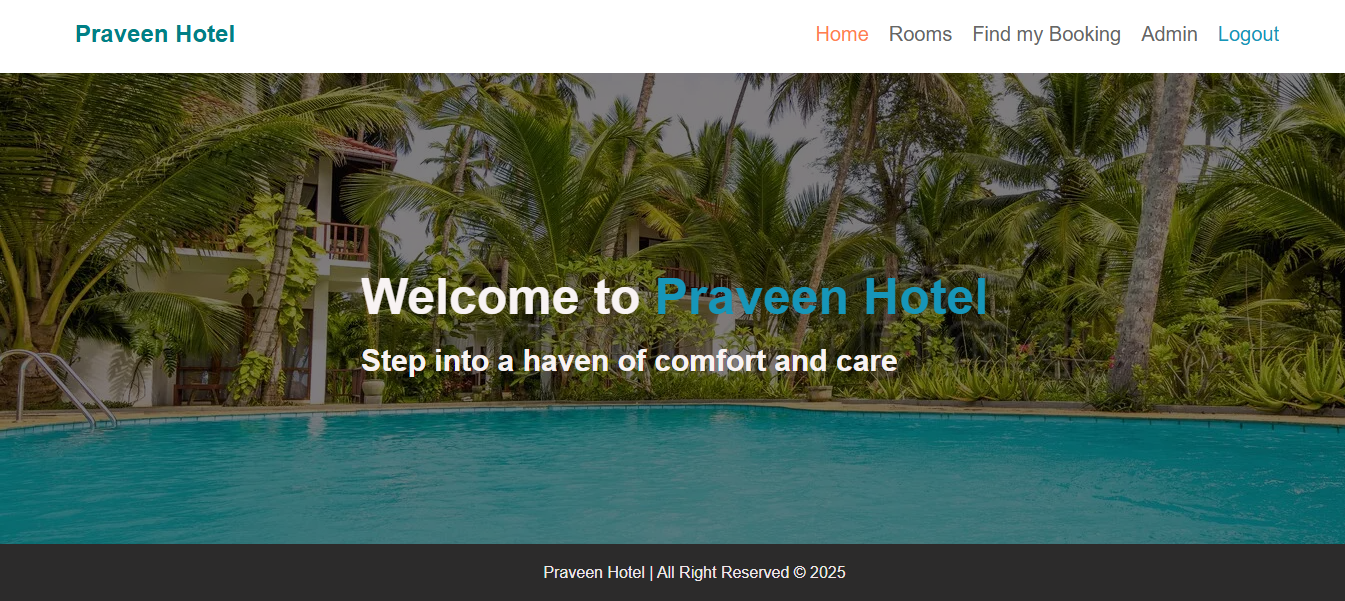 Praveen Hotel
Home Rooms Find my Booking Admin Logout
Welcome to Praveen Hotel
Step into a haven of comfort and care
Praveen Hotel | All Right Reserved © 2025